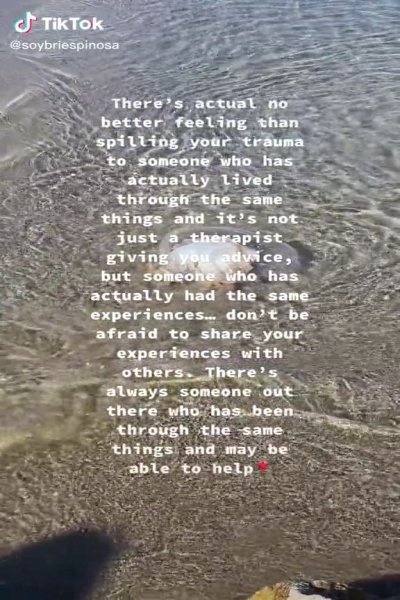 TikTok
@soybriespinosa
There's actual no
better feeling than
spilling your trauma
to someone who has
actually lived
through the same
things and it's not
just a therapist
giving you advice,
but someone who has
actually had the same
experiences… don't be
afraid to share your
experiences with
others. There's
always someone out
there who has been
through the same
things and may be
able to help❣️